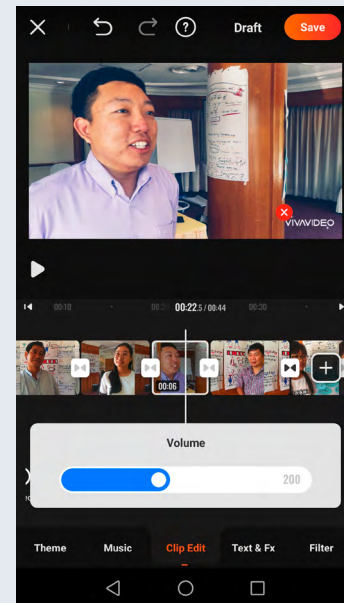 Draft
Save
VIVAVIDEO
00:10
00:22.5 / 00:44
00:30
00:06
Volume
200
Theme
Music
Clip Edit
Text & Fx
Filter